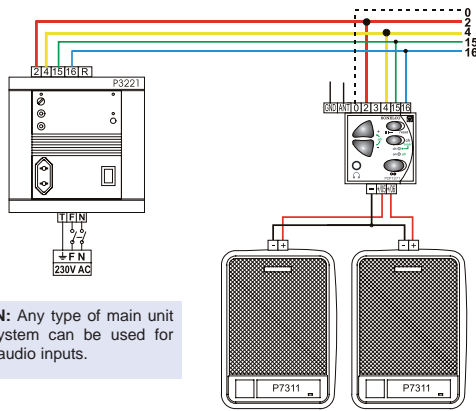 0
2
4
15
16
2 4 15 16 R
P3221
GND ANT 0 2 3 4 15 16
T F N
F N
230V AC
- +
- +
N: Any type of main unit
ystem can be used for
audio inputs.
P7311
P7311